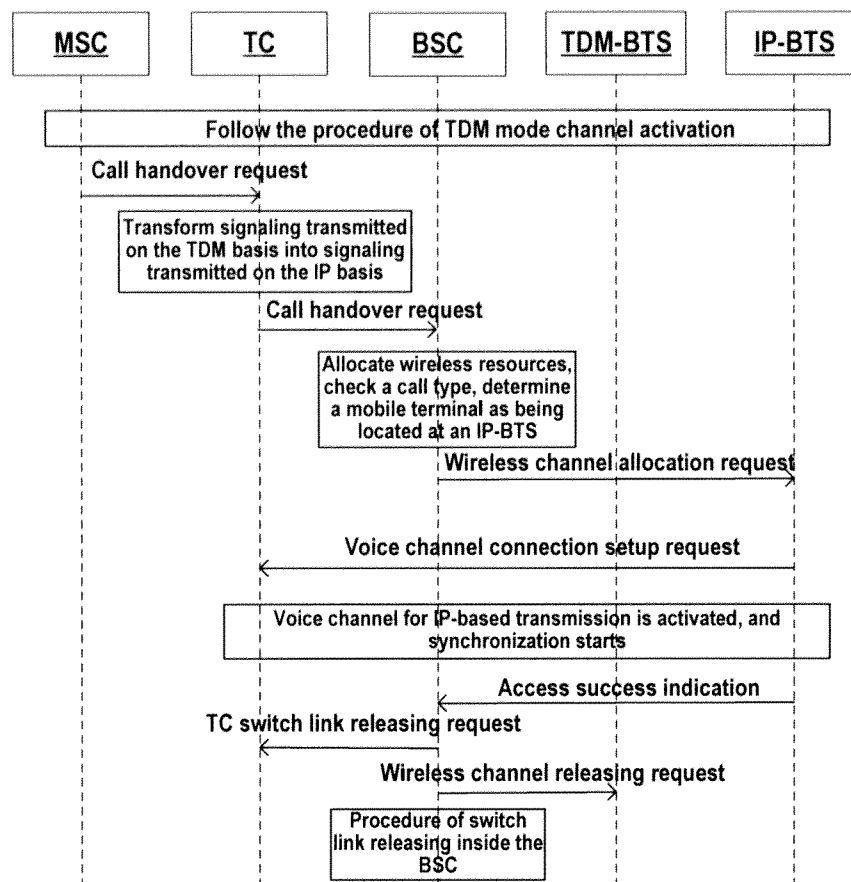 MSC
TC
BSC
TDM-BTS
IP-BTS
Follow the procedure of TDM mode channel activation
Call handover request
Transform signaling transmitted
on the TDM basis into signaling
transmitted on the IP basis
Call handover request
Allocate wireless resources,
check a call type, determine
a mobile terminal as being
located at an IP-BTS
Wireless channel allocation request
Voice channel connection setup request
Voice channel for IP-based transmission is activated, and
synchronization starts
Access success indication
TC switch link releasing request
Wireless channel releasing request
Procedure of switch
link releasing inside the
BSC